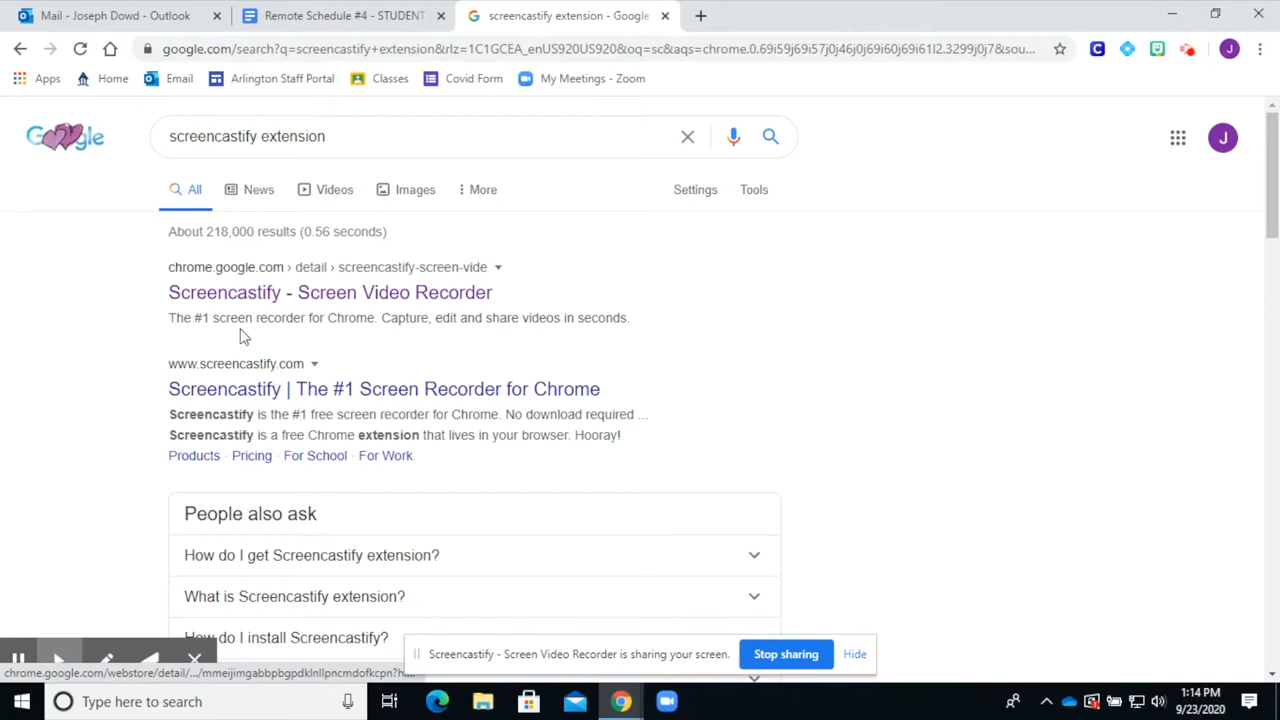 Mail - Joseph Dowd - Outlook
Remote Schedule #4 - STUDENT
screencastify extension - Google
google.com/search?q=screencastify+extension&rlz=1C1GCEA_enUS920US920&oq=sc&aqs=chrome.0.69i59j69i57j0j46j0j69i60j69i61l2.3299j0j7&sou...
J
Apps
Home
Email
Arlington Staff Portal
Classes
Covid Form
My Meetings - Zoom
Google
screencastify extension
J
All
News
Videos
Images
More
Settings
Tools
About 218,000 results (0.56 seconds)
chrome.google.com › detail › screencastify-screen-vide
Screencastify - Screen Video Recorder
The #1 screen recorder for Chrome. Capture, edit and share videos in seconds.
www.screencastify.com
Screencastify | The #1 Screen Recorder for Chrome
Screencastify is the #1 free screen recorder for Chrome. No download required ...
Screencastify is a free Chrome extension that lives in your browser. Hooray!
Products · Pricing · For School · For Work
People also ask
How do I get Screencastify extension?
What is Screencastify extension?
How do I install Screencastify?
Screencastify - Screen Video Recorder is sharing your screen.
Stop sharing
Hide
chrome.google.com/webstore/detail/.../mmeijimgabbpbgpdklnllpncmdofkcpn?h...
Type here to search
1:14 PM
9/23/2020